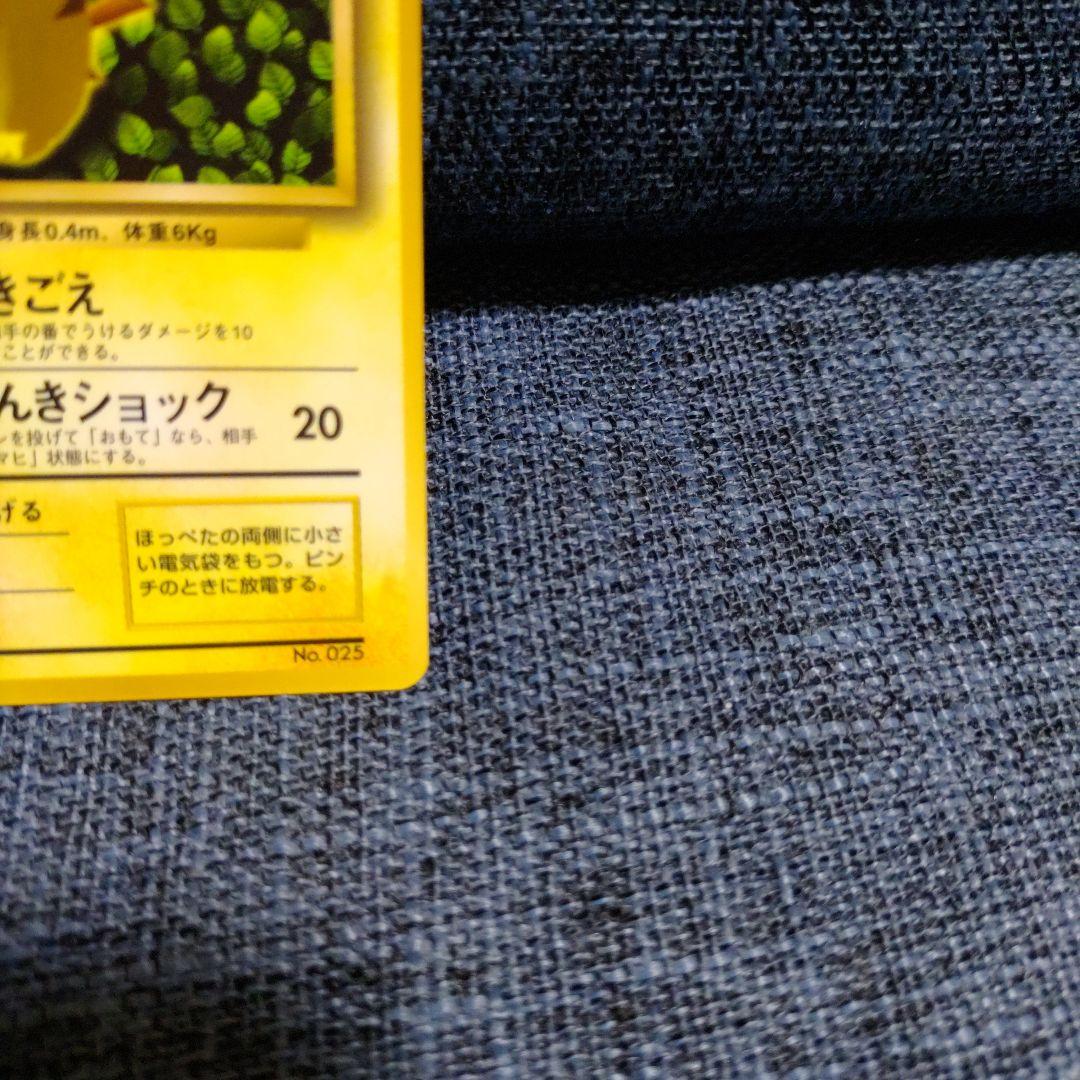 身長0.4m、体重6Kg
きごえ
手の番でうけるダメージを10
ことができる。
んきショック 20
を投げて「おもて」なら、相手
マヒ」状態にする。
げる
ほっぺたの両側に小さ
い電気袋をもつ。ピン
チのときに放電する。
No. 025